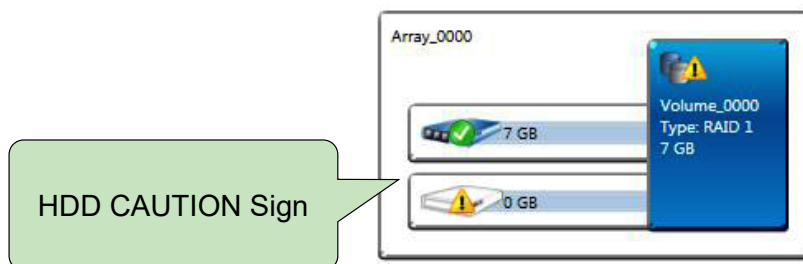 Array_0000
Volume_0000
Type: RAID 1
7 GB
7 GB
0 GB
HDD CAUTION Sign